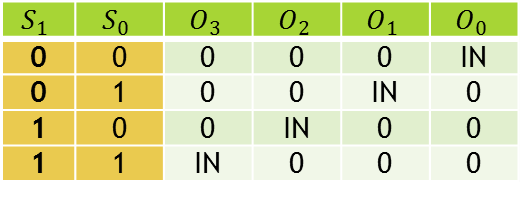 S₁ S₀ O₃ O₂ O₁ O₀
0 0 0 0 0 IN
0 1 0 0 IN 0
1 0 0 IN 0 0
1 1 IN 0 0 0